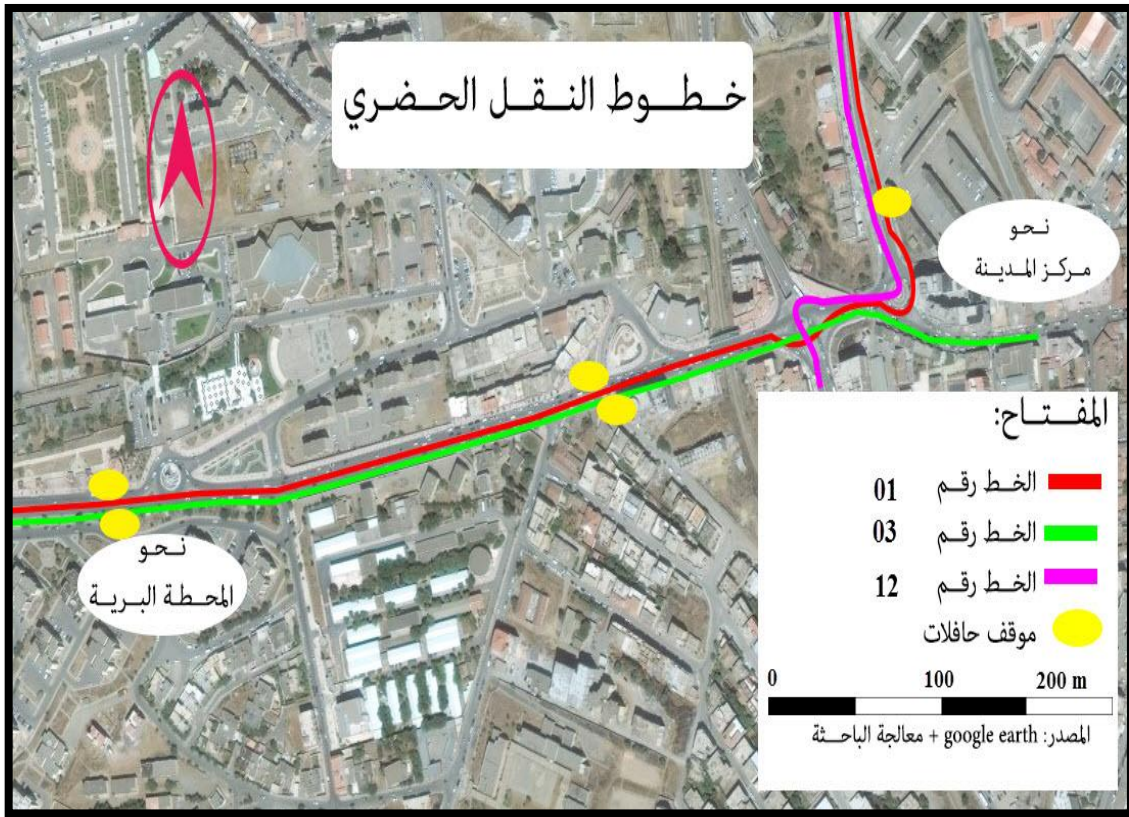 خطوط النقل الحضري
نحو
مركز المدينة
نحو
المحطة البرية
المفتاح:
الخط رقم 01
الخط رقم 03
الخط رقم 12
موقف حافلات
0 100 200 m
المصدر: google earth + معالجة الباحثة